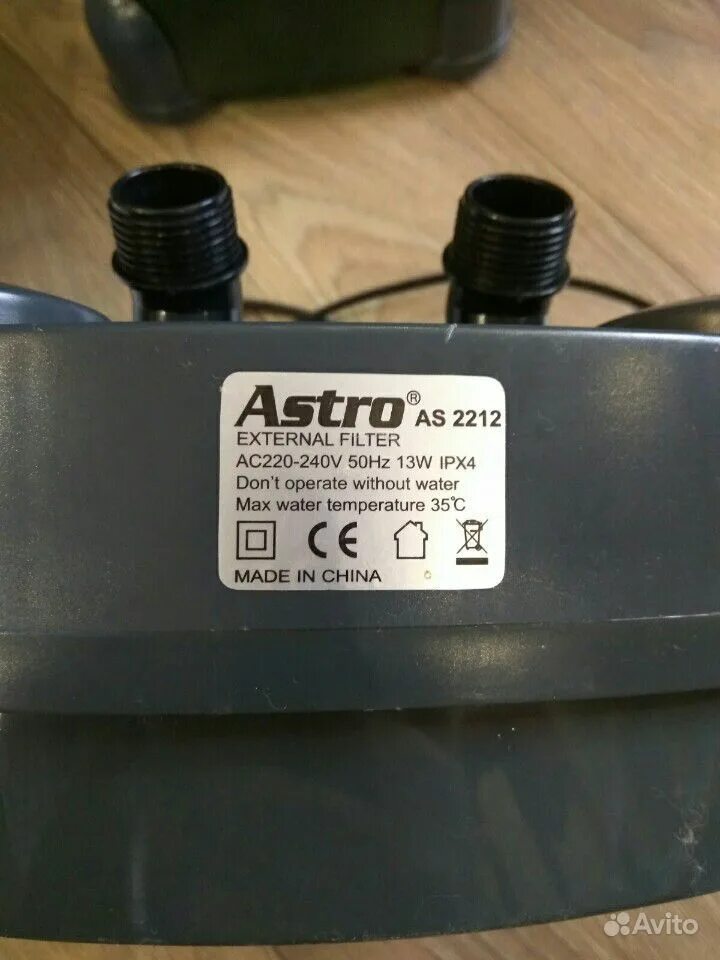 Astro® AS 2212
EXTERNAL FILTER
AC220-240V 50Hz 13W IPX4
Don't operate without water
Max water temperature 35℃
CE
MADE IN CHINA
Avito